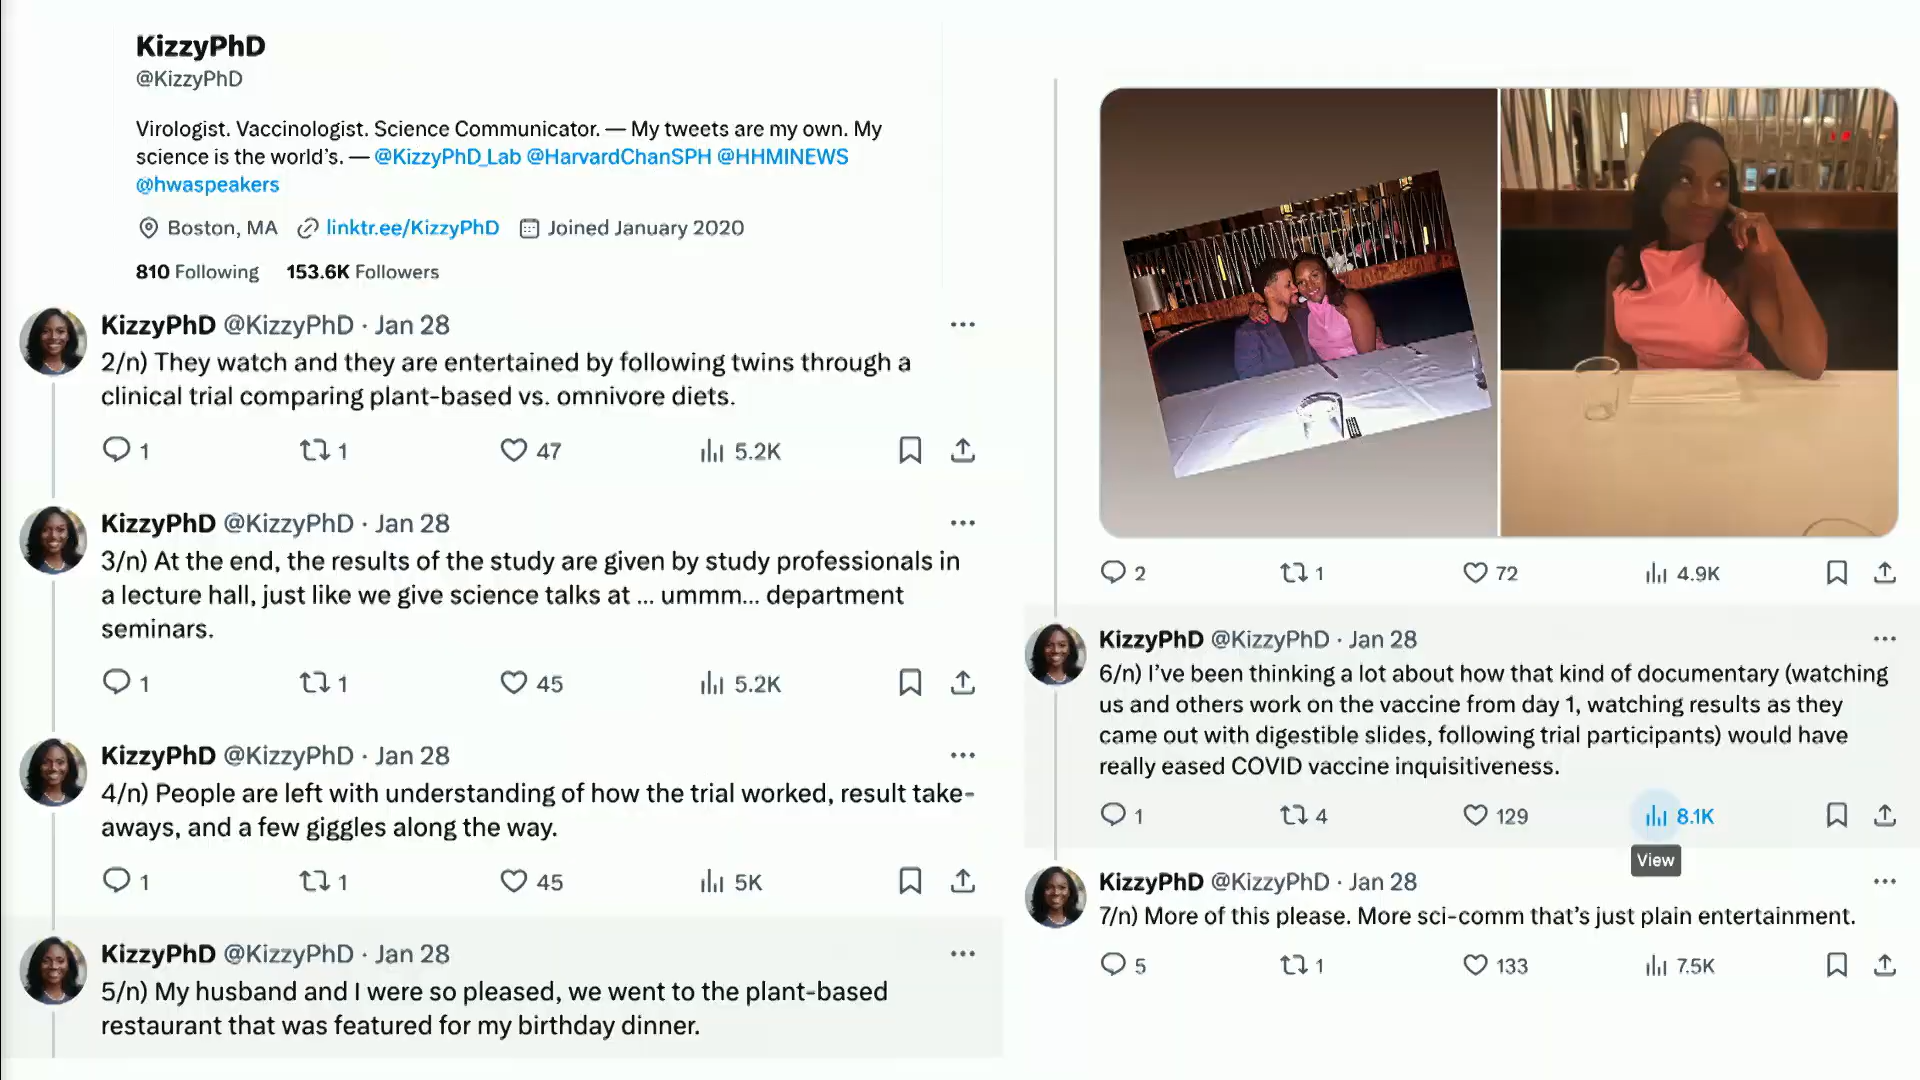 KizzyPhD
@KizzyPhD
Virologist. Vaccinologist. Science Communicator. — My tweets are my own. My
science is the world's. — @KizzyPhD_Lab @HarvardChanSPH @HHMINEWS
@hwaspeakers
Boston, MA linktr.ee/KizzyPhD Joined January 2020
810 Following 153.6K Followers
KizzyPhD @KizzyPhD · Jan 28
2/n) They watch and they are entertained by following twins through a
clinical trial comparing plant-based vs. omnivore diets.
1 1 47 5.2K
KizzyPhD @KizzyPhD · Jan 28
3/n) At the end, the results of the study are given by study professionals in
a lecture hall, just like we give science talks at ... ummm... department
seminars.
1 1 45 5.2K
KizzyPhD @KizzyPhD · Jan 28
4/n) People are left with understanding of how the trial worked, result take-
aways, and a few giggles along the way.
1 1 45 5K
KizzyPhD @KizzyPhD · Jan 28
5/n) My husband and I were so pleased, we went to the plant-based
restaurant that was featured for my birthday dinner.
2 1 72 4.9K
KizzyPhD @KizzyPhD · Jan 28
6/n) I've been thinking a lot about how that kind of documentary (watching
us and others work on the vaccine from day 1, watching results as they
came out with digestible slides, following trial participants) would have
really eased COVID vaccine inquisitiveness.
1 4 129 8.1K
View
KizzyPhD @KizzyPhD · Jan 28
7/n) More of this please. More sci-comm that's just plain entertainment.
5 1 133 7.5K